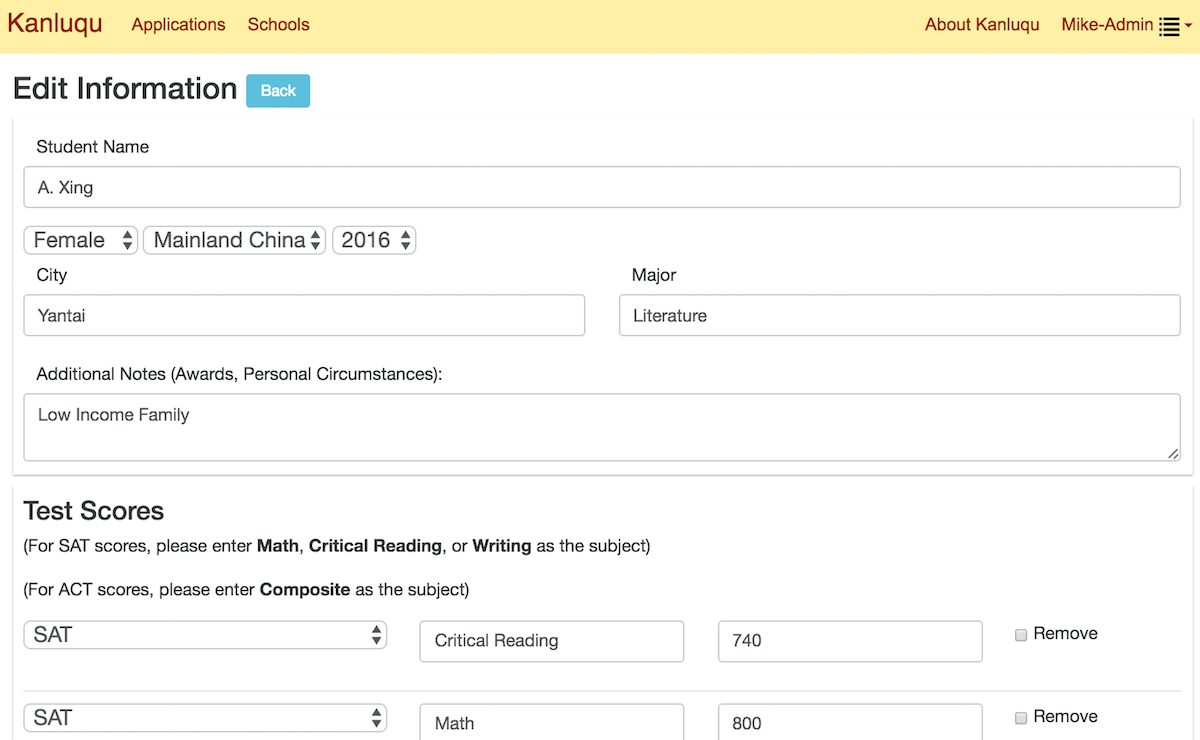 Kanluqu Applications Schools About Kanluqu Mike-Admin
Edit Information Back
Student Name
A. Xing
Female Mainland China 2016
City Major
Yantai Literature
Additional Notes (Awards, Personal Circumstances):
Low Income Family
Test Scores
(For SAT scores, please enter Math, Critical Reading, or Writing as the subject)
(For ACT scores, please enter Composite as the subject)
SAT Critical Reading 740 Remove
SAT Math 800 Remove